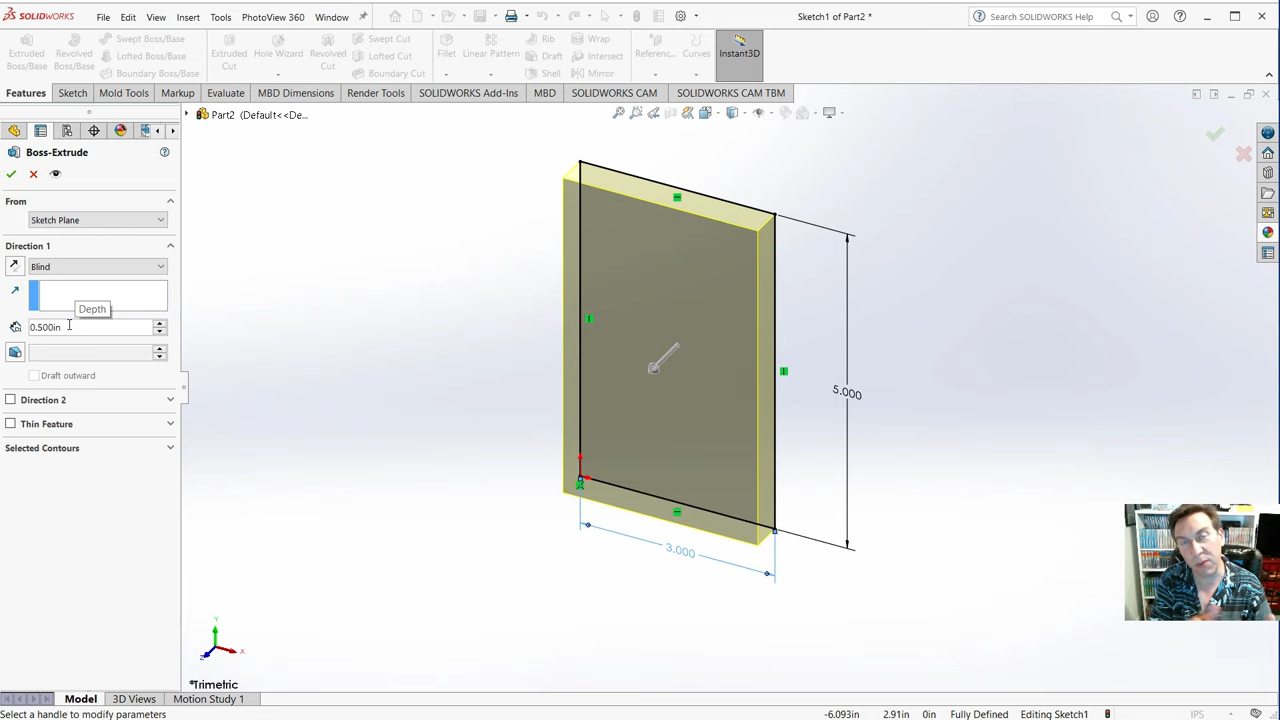 SOLIDWORKS
File Edit View Insert Tools PhotoView 360 Window
Sketch1 of Part2 *
Search SOLIDWORKS Help
Extruded Boss/Base
Revolved Boss/Base
Swept Boss/Base
Lofted Boss/Base
Boundary Boss/Base
Extruded Cut
Hole Wizard
Revolved Cut
Swept Cut
Lofted Cut
Boundary Cut
Fillet
Linear Pattern
Rib
Draft
Shell
Wrap
Intersect
Mirror
Referenc...
Curves
Instant3D
Features Sketch Mold Tools Markup Evaluate MBD Dimensions Render Tools SOLIDWORKS Add-Ins MBD SOLIDWORKS CAM SOLIDWORKS CAM TBM
Part2 (Default<<De...
Boss-Extrude
From
Sketch Plane
Direction 1
Blind
Depth
0.500in
Draft outward
Direction 2
Thin Feature
Selected Contours
5.000
3.000
Y
X
Z
*Trimetric
Model 3D Views Motion Study 1
Select a handle to modify parameters
-6.093in 2.91in 0in Fully Defined Editing Sketch1 IPS